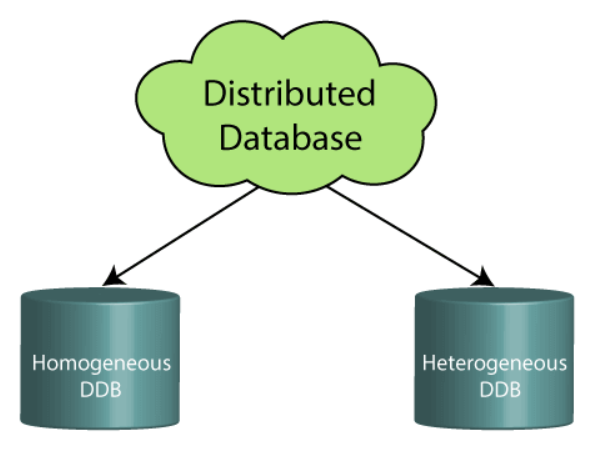 Distributed
Database
Homogeneous
DDB
Heterogeneous
DDB